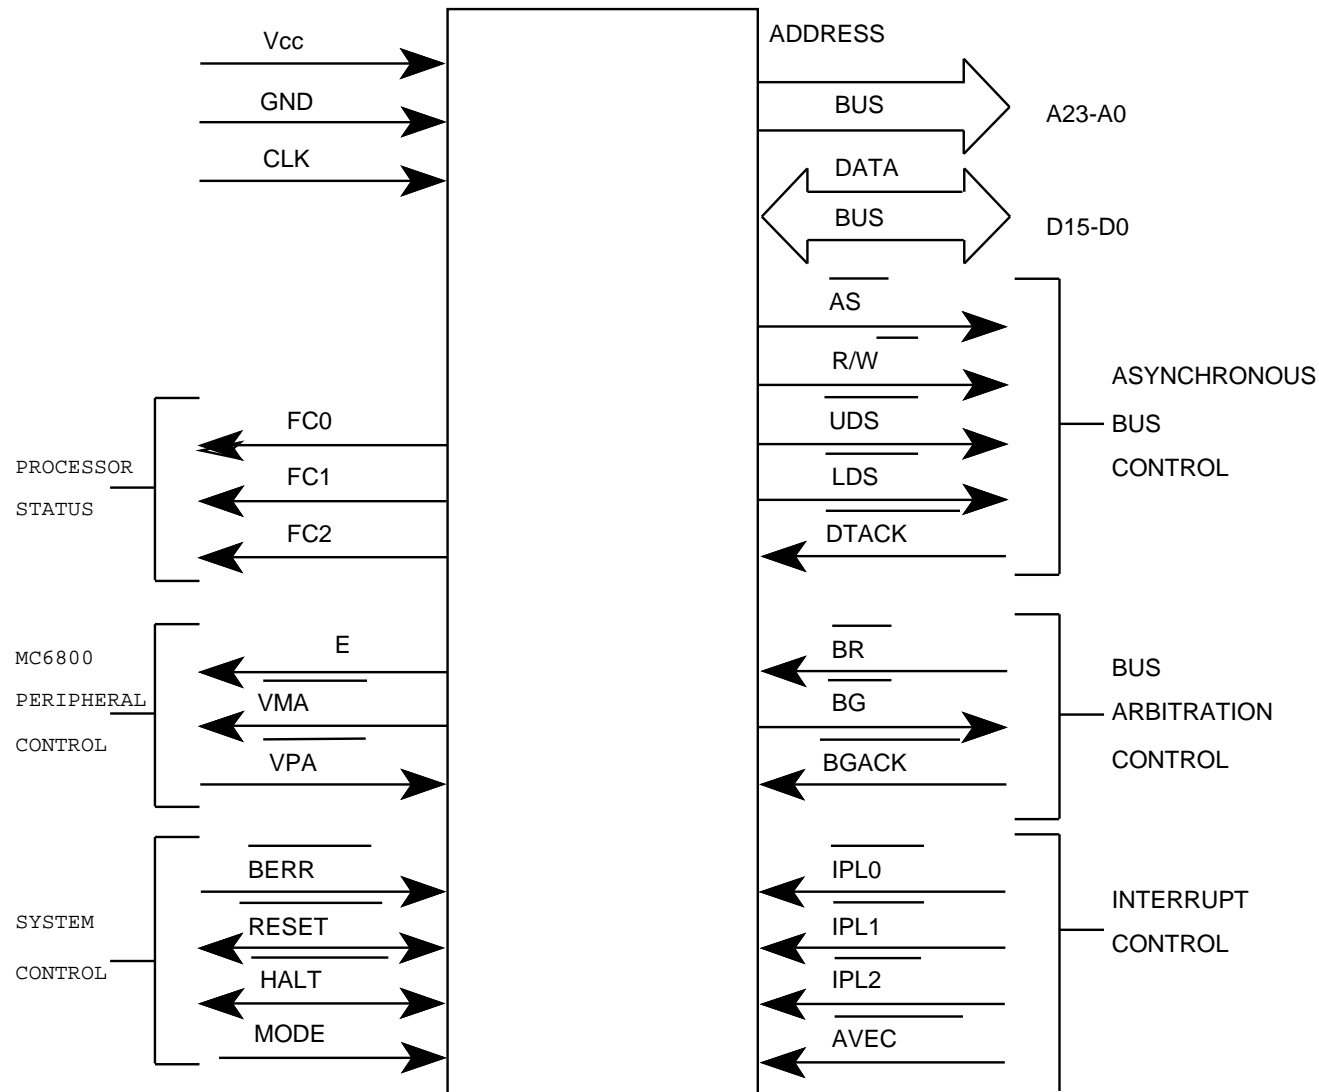 Vcc
GND
CLK
ADDRESS
BUS
A23-A0
DATA
BUS
D15-D0
AS
R/W
UDS
LDS
DTACK
ASYNCHRONOUS
BUS
CONTROL
FC0
FC1
FC2
PROCESSOR
STATUS
E
VMA
VPA
MC6800
PERIPHERAL
CONTROL
BR
BG
BGACK
BUS
ARBITRATION
CONTROL
BERR
RESET
HALT
MODE
SYSTEM
CONTROL
IPL0
IPL1
IPL2
AVEC
INTERRUPT
CONTROL